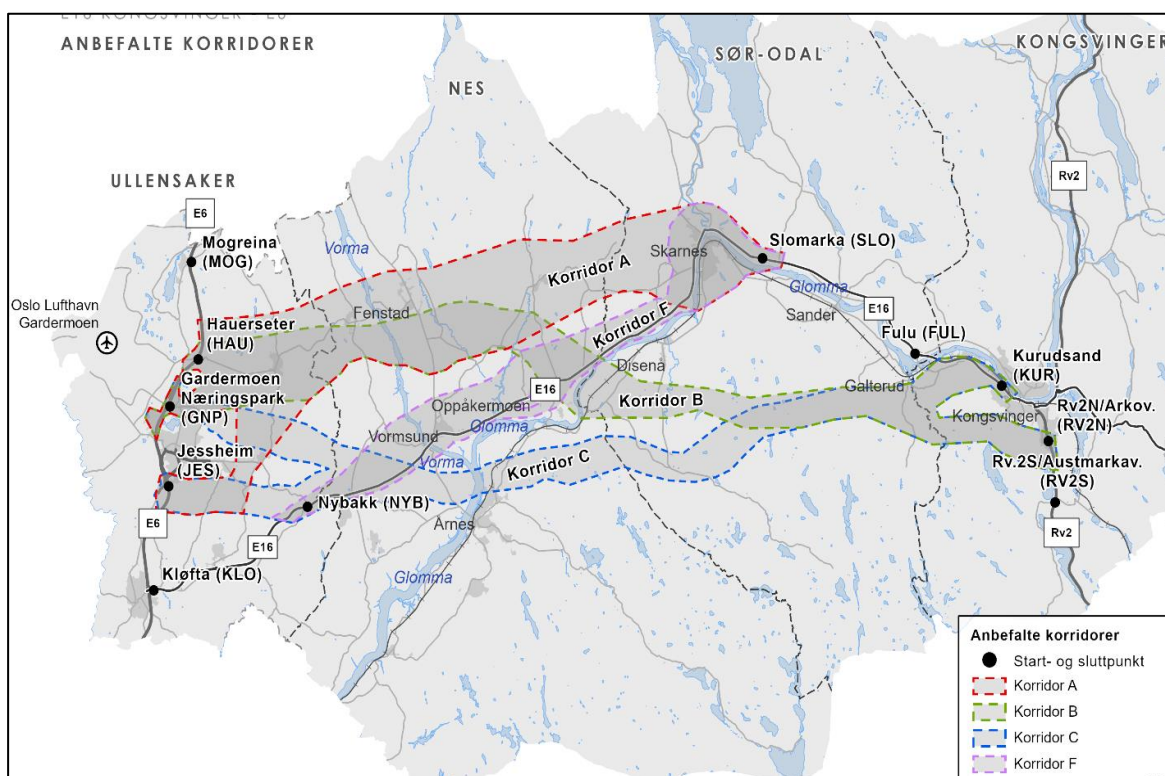 E16 KONGSVINGER - E6
ANBEFALTE KORRIDORER
SØR-ODAL
KONGSVINGER
NES
ULLENSAKER
E6
Rv2
Mogreina
(MOG)
Vorma
Skarnes
Slomarka (SLO)
Korridor A
Glomma
E16
Oslo Lufthavn
Gardermoen
Fenstad
Sander
Hauerseter
(HAU)
Korridor F
Fulu (FUL)
Disenå
Kurudsand
(KUR)
Gardermoen
Næringspark
(GNP)
E16
Galterud
Oppåkermoen
Korridor B
Rv2N/Arkov.
(RV2N)
Kongsvinger
Glomma
Vormsund
Jessheim
(JES)
Vorma
Korridor C
Rv.2S/Austmarkav.
(RV2S)
Nybakk (NYB)
Årnes
E6
E16
Rv2
Kløfta (KLO)
Glomma
Anbefalte korridorer
Start- og sluttpunkt
Korridor A
Korridor B
Korridor C
Korridor F